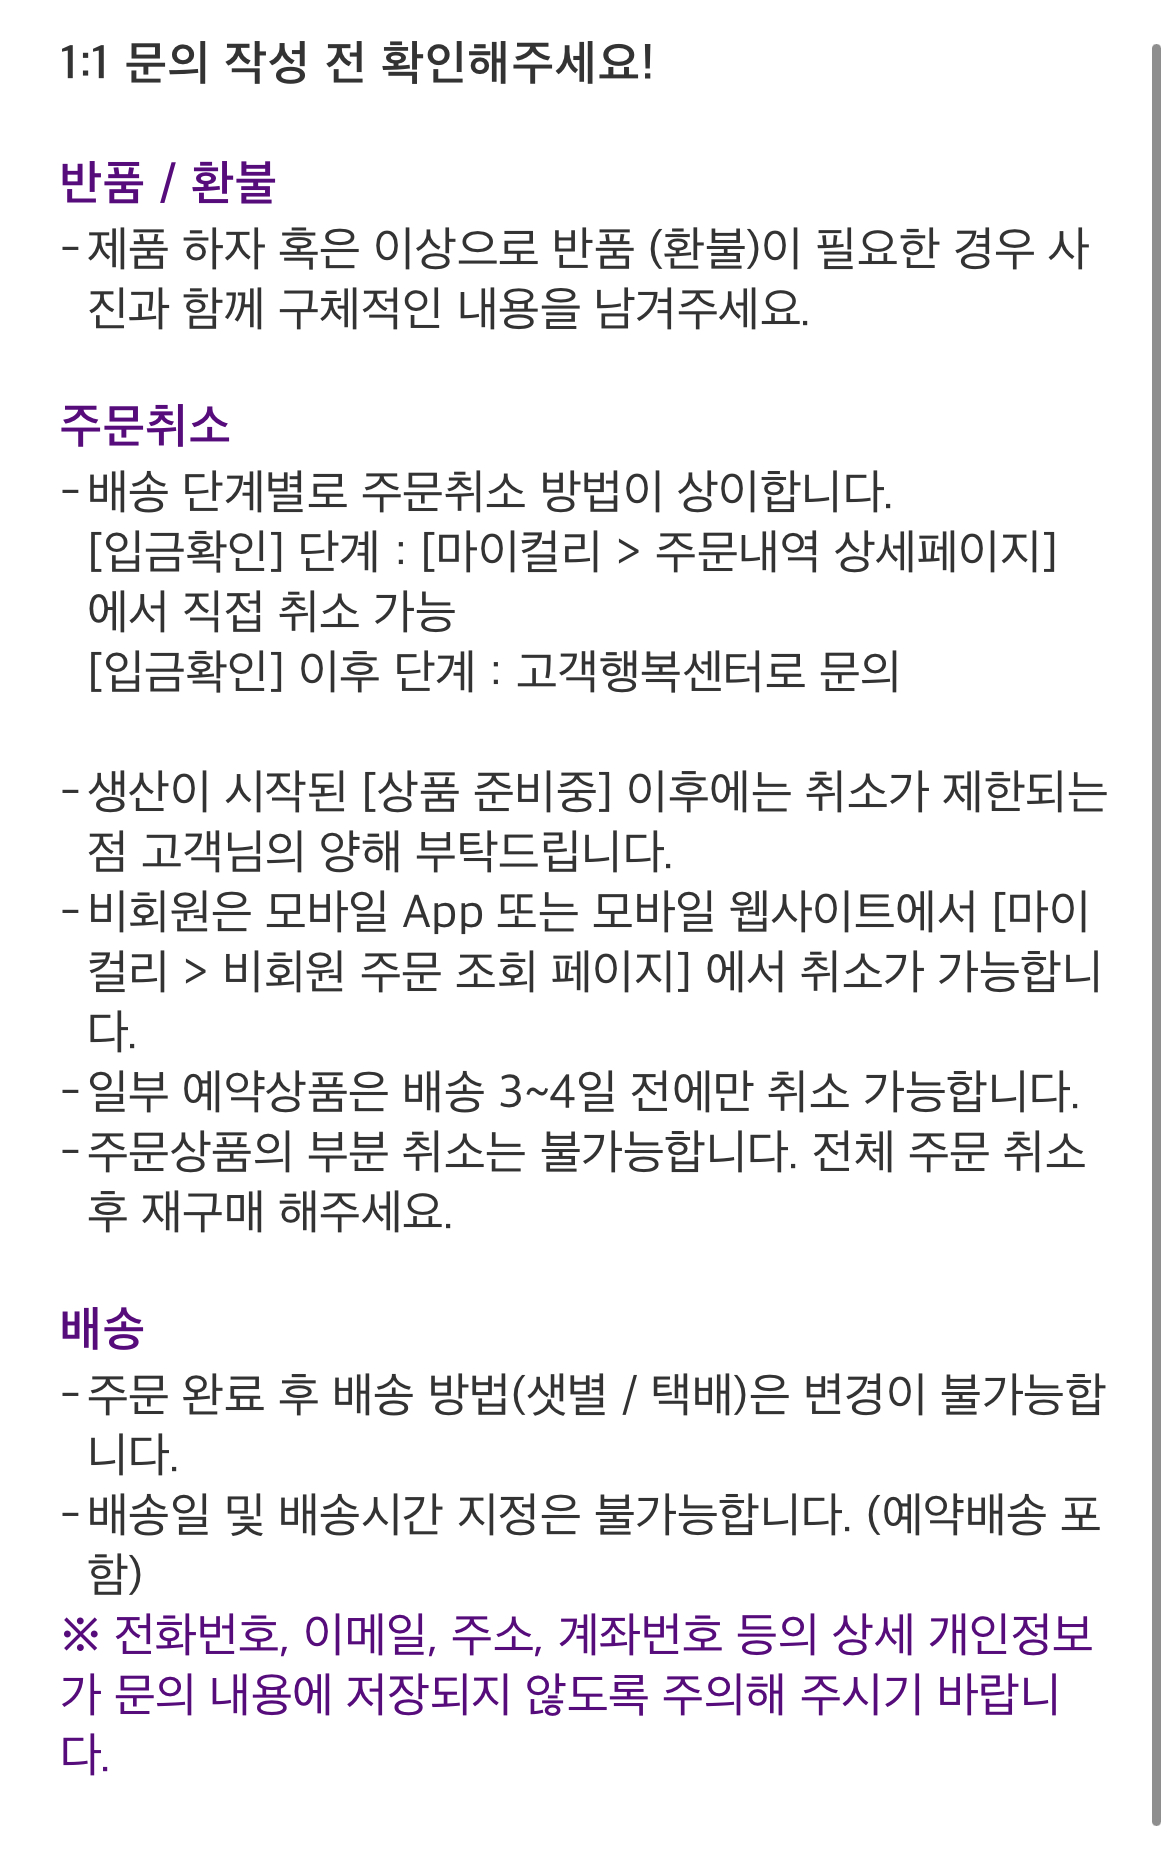 1:1 문의 작성 전 확인해주세요!
반품 / 환불
- 제품 하자 혹은 이상으로 반품 (환불)이 필요한 경우 사
진과 함께 구체적인 내용을 남겨주세요.
주문취소
- 배송 단계별로 주문취소 방법이 상이합니다.
[입금확인] 단계 : [마이컬리 > 주문내역 상세페이지]
에서 직접 취소 가능
[입금확인] 이후 단계 : 고객행복센터로 문의
- 생산이 시작된 [상품 준비중] 이후에는 취소가 제한되는
점 고객님의 양해 부탁드립니다.
- 비회원은 모바일 App 또는 모바일 웹사이트에서 [마이
컬리 > 비회원 주문 조회 페이지] 에서 취소가 가능합니
다.
- 일부 예약상품은 배송 3~4일 전에만 취소 가능합니다.
- 주문상품의 부분 취소는 불가능합니다. 전체 주문 취소
후 재구매 해주세요.
배송
- 주문 완료 후 배송 방법(샛별 / 택배)은 변경이 불가능합
니다.
- 배송일 및 배송시간 지정은 불가능합니다. (예약배송 포
함)
※ 전화번호, 이메일, 주소, 계좌번호 등의 상세 개인정보
가 문의 내용에 저장되지 않도록 주의해 주시기 바랍니
다.